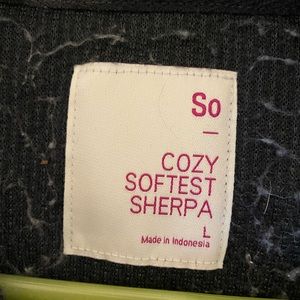 So
COZY
SOFTEST
SHERPA
L
Made in Indonesia